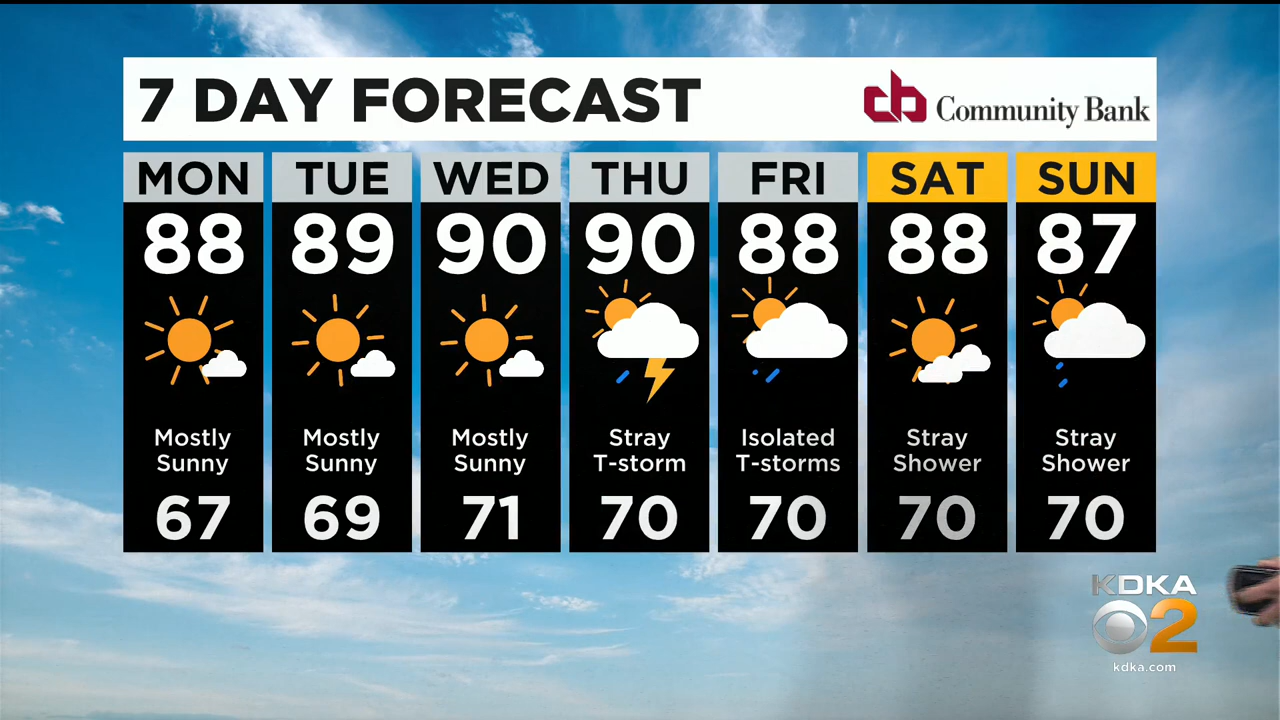 7 DAY FORECAST
cb Community Bank
MON TUE WED THU FRI SAT SUN
88 89 90 90 88 88 87
Mostly Mostly Mostly Stray Isolated Stray Stray
Sunny Sunny Sunny T-storm T-storms Shower Shower
67 69 71 70 70 70 70
KDKA
2
kdka.com